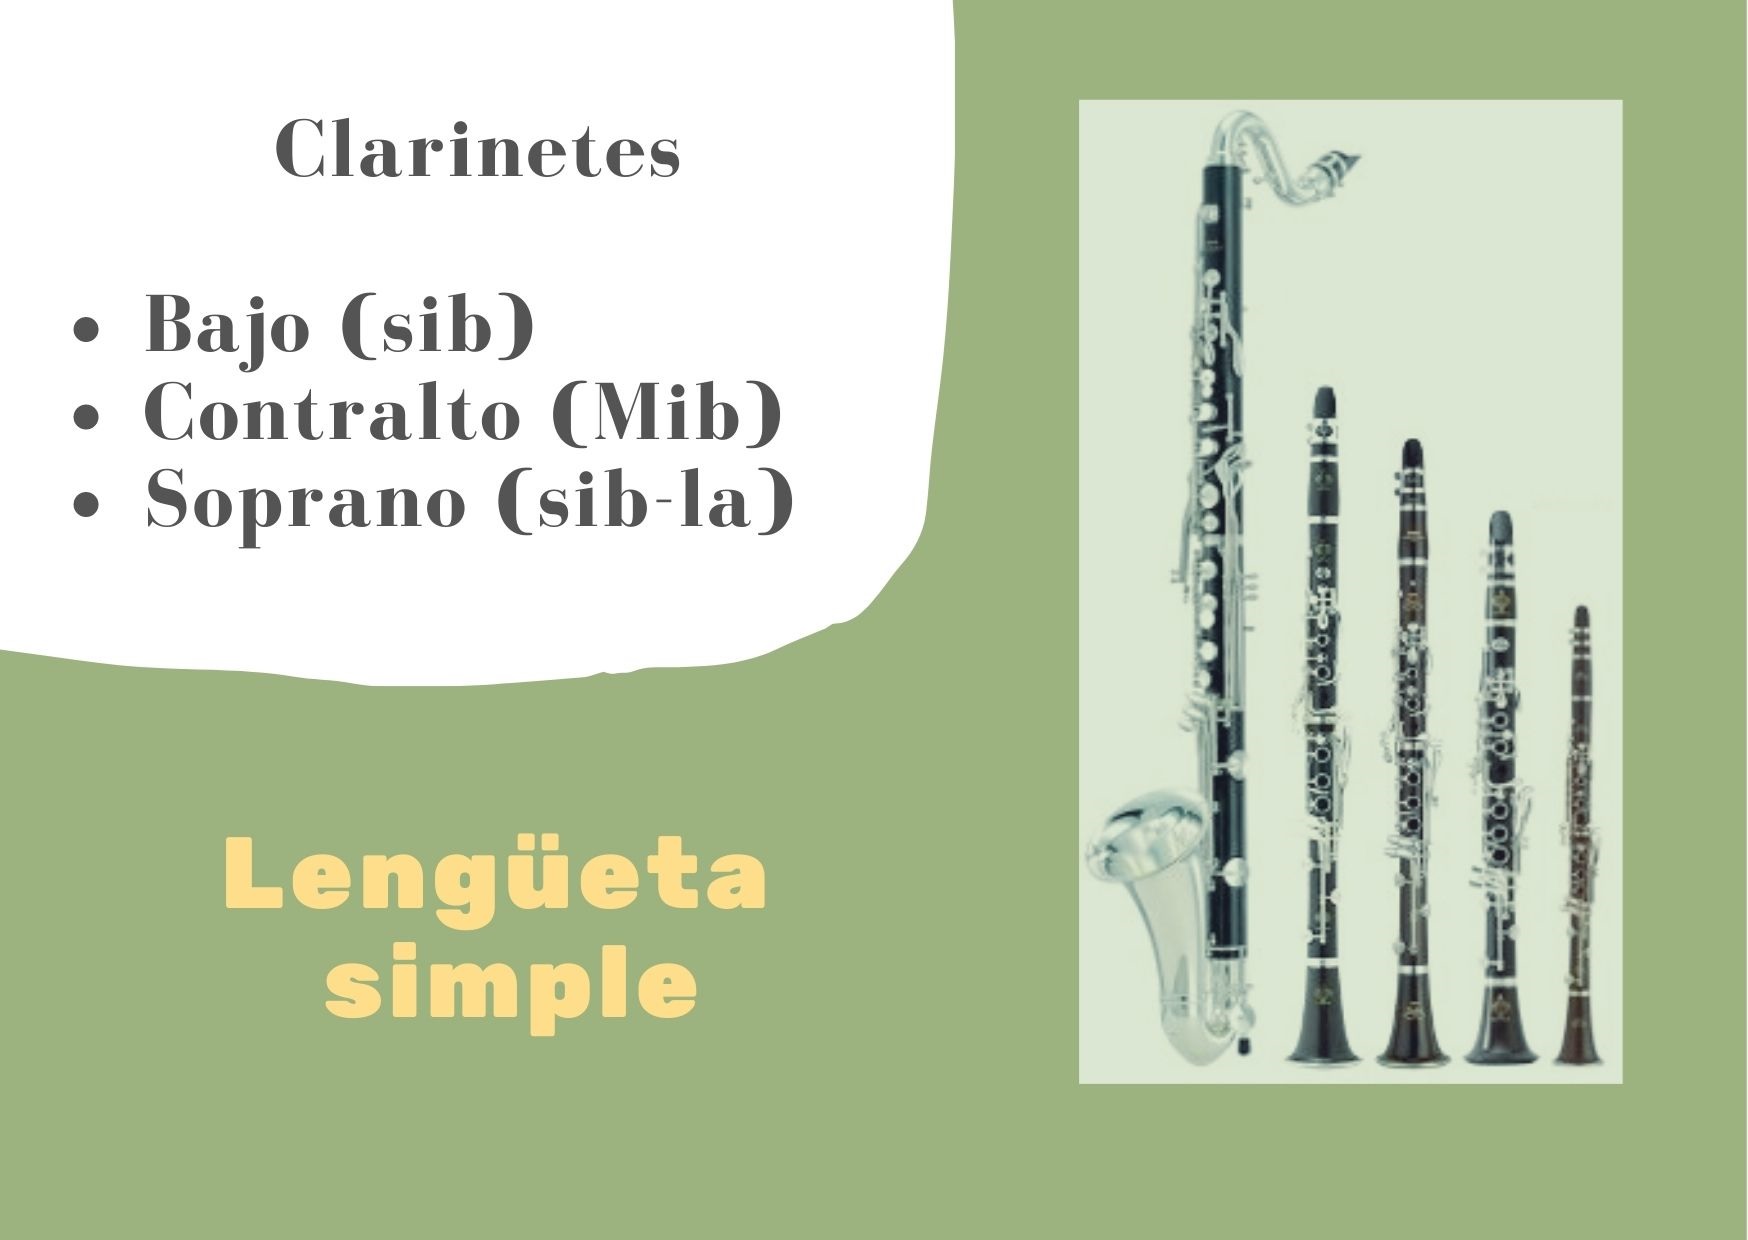 Clarinetes
• Bajo (sib)
• Contralto (Mib)
• Soprano (sib-la)
Lengüeta
simple